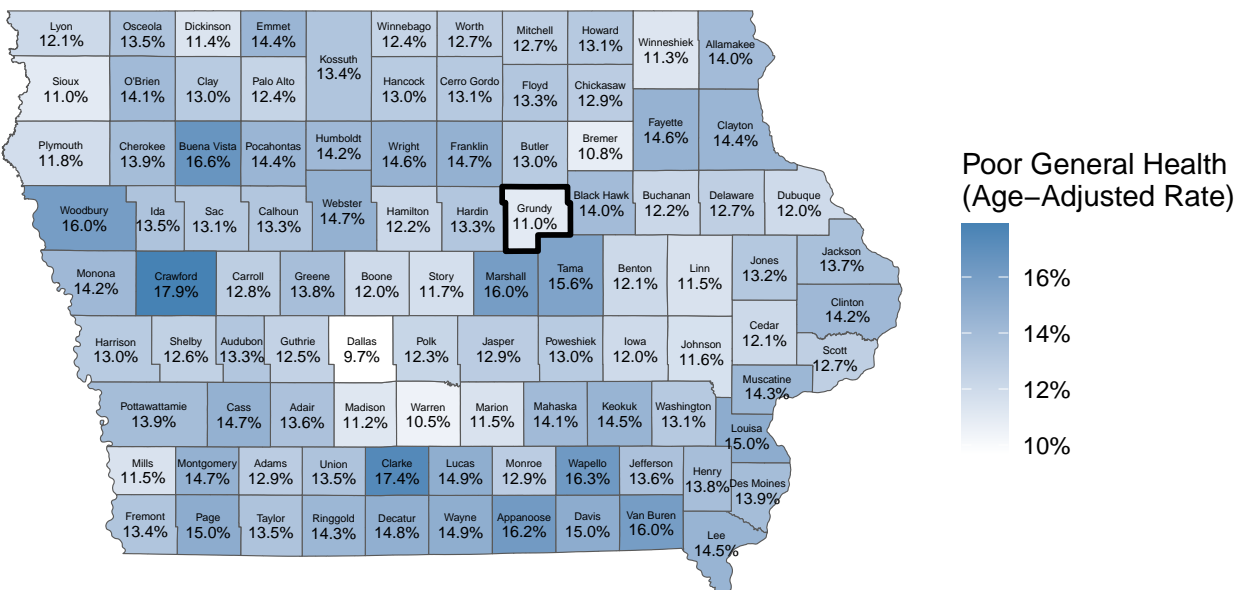 Lyon
12.1%
Osceola
13.5%
Dickinson
11.4%
Emmet
14.4%
Kossuth
13.4%
Winnebago
12.4%
Worth
12.7%
Mitchell
12.7%
Howard
13.1%
Winneshiek
11.3%
Allamakee
14.0%
Sioux
11.0%
O'Brien
14.1%
Clay
13.0%
Palo Alto
12.4%
Hancock
13.0%
Cerro Gordo
13.1%
Floyd
13.3%
Chickasaw
12.9%
Fayette
14.6%
Clayton
14.4%
Plymouth
11.8%
Cherokee
13.9%
Buena Vista
16.6%
Pocahontas
14.4%
Humboldt
14.2%
Wright
14.6%
Franklin
14.7%
Butler
13.0%
Bremer
10.8%
Woodbury
16.0%
Ida
13.5%
Sac
13.1%
Calhoun
13.3%
Webster
14.7%
Hamilton
12.2%
Hardin
13.3%
Grundy
11.0%
Black Hawk
14.0%
Buchanan
12.2%
Delaware
12.7%
Dubuque
12.0%
Monona
14.2%
Crawford
17.9%
Carroll
12.8%
Greene
13.8%
Boone
12.0%
Story
11.7%
Marshall
16.0%
Tama
15.6%
Benton
12.1%
Linn
11.5%
Jones
13.2%
Jackson
13.7%
Clinton
14.2%
Harrison
13.0%
Shelby
12.6%
Audubon
13.3%
Guthrie
12.5%
Dallas
9.7%
Polk
12.3%
Jasper
12.9%
Poweshiek
13.0%
Iowa
12.0%
Johnson
11.6%
Cedar
12.1%
Scott
12.7%
Muscatine
14.3%
Pottawattamie
13.9%
Cass
14.7%
Adair
13.6%
Madison
11.2%
Warren
10.5%
Marion
11.5%
Mahaska
14.1%
Keokuk
14.5%
Washington
13.1%
Louisa
15.0%
Mills
11.5%
Montgomery
14.7%
Adams
12.9%
Union
13.5%
Clarke
17.4%
Lucas
14.9%
Monroe
12.9%
Wapello
16.3%
Jefferson
13.6%
Henry
13.8%
Des Moines
13.9%
Fremont
13.4%
Page
15.0%
Taylor
13.5%
Ringgold
14.3%
Decatur
14.8%
Wayne
14.9%
Appanoose
16.2%
Davis
15.0%
Van Buren
16.0%
Lee
14.5%
Poor General Health
(Age−Adjusted Rate)
16%
14%
12%
10%